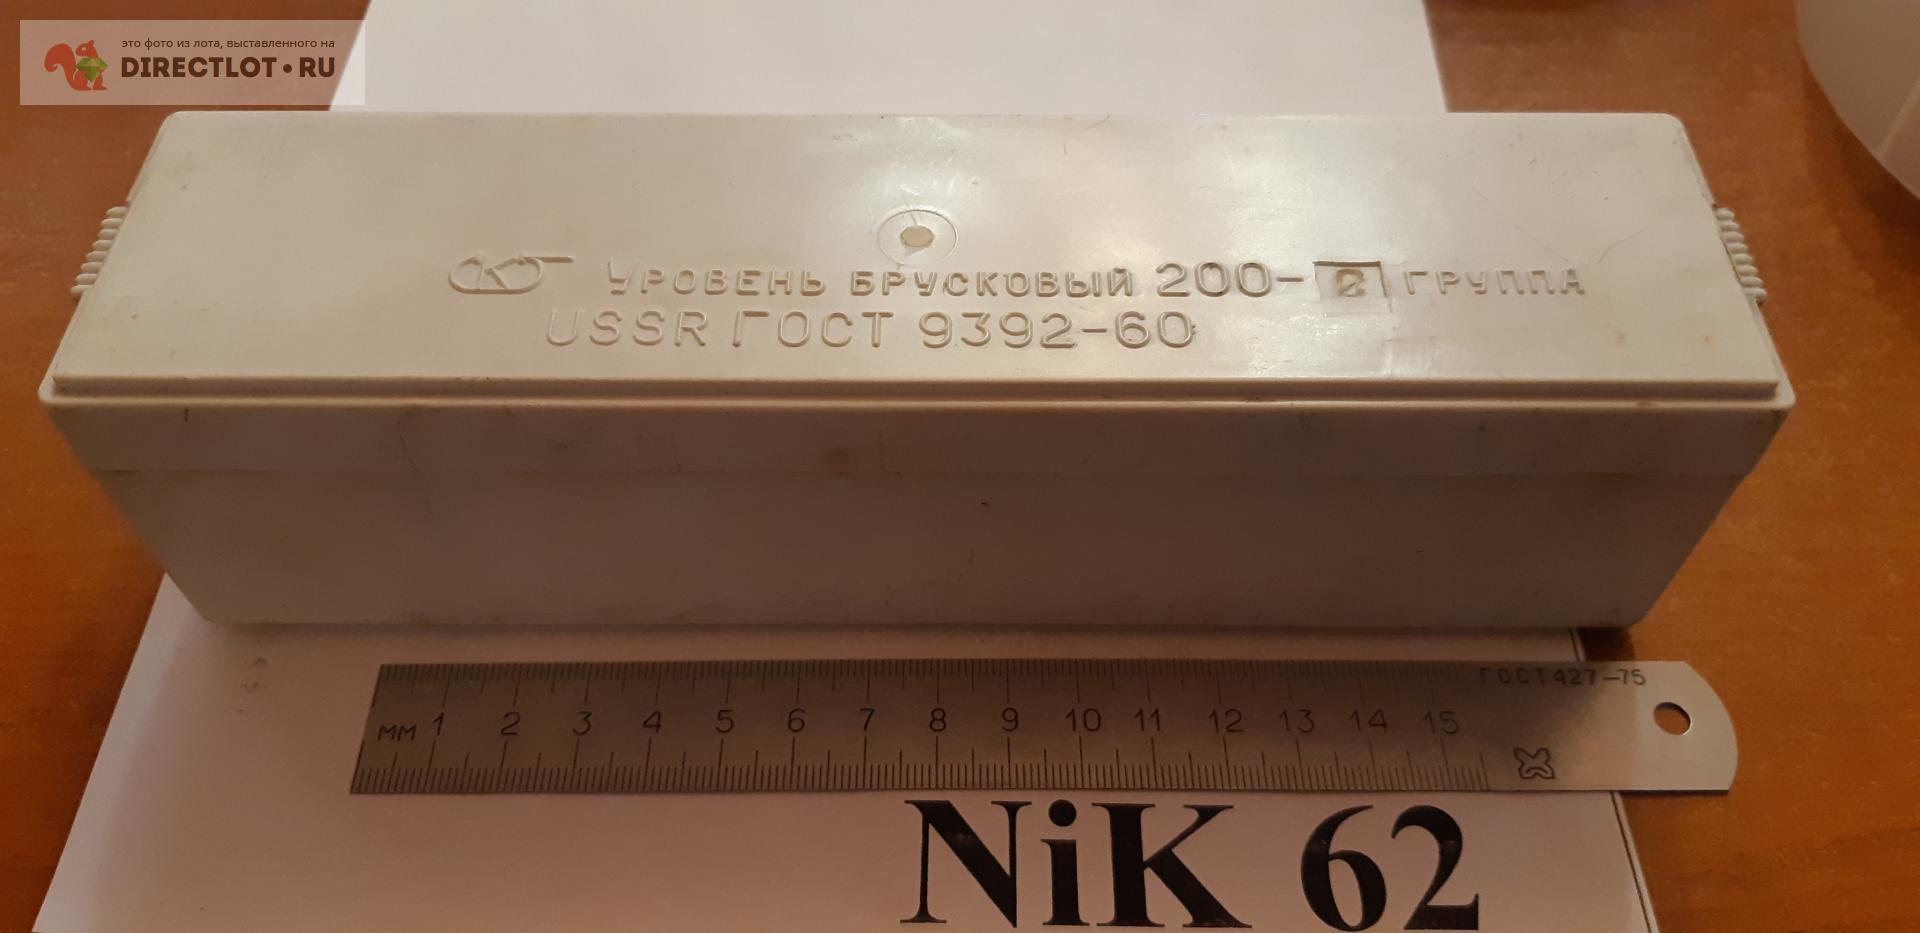 это фото из лота, выставленного на
DIRECTLOT • RU
УРОВЕНЬ БРУСКОВЫЙ 200-2 ГРУППА
USSR ГОСТ 9392-60
ГОСТ 427-75
мм 1 2 3 4 5 6 7 8 9 10 11 12 13 14 15
NiK 62